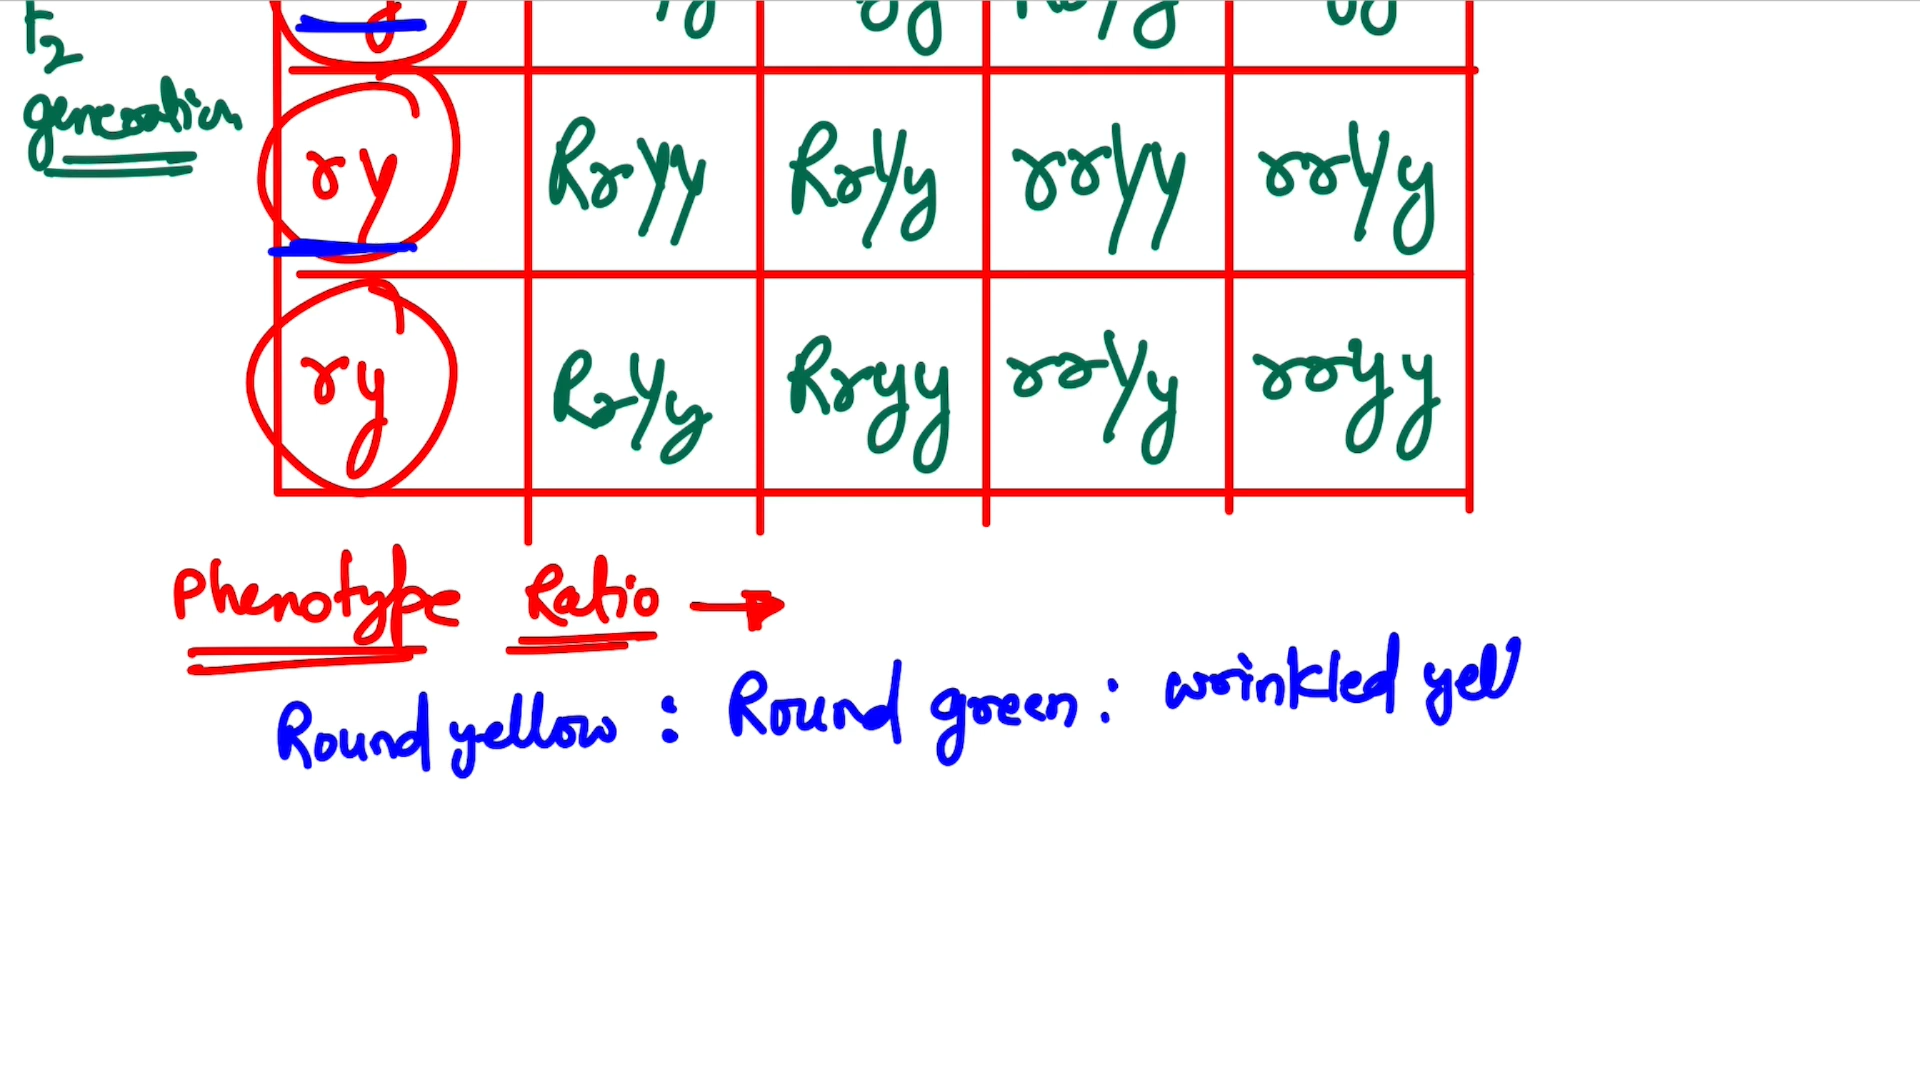 F2
generation
rY RrYY RrYy rrYY rrYy
ry RrYy Rryy rrYy rryy
Phenotype Ratio →
Round yellow : Round green : wrinkled yel